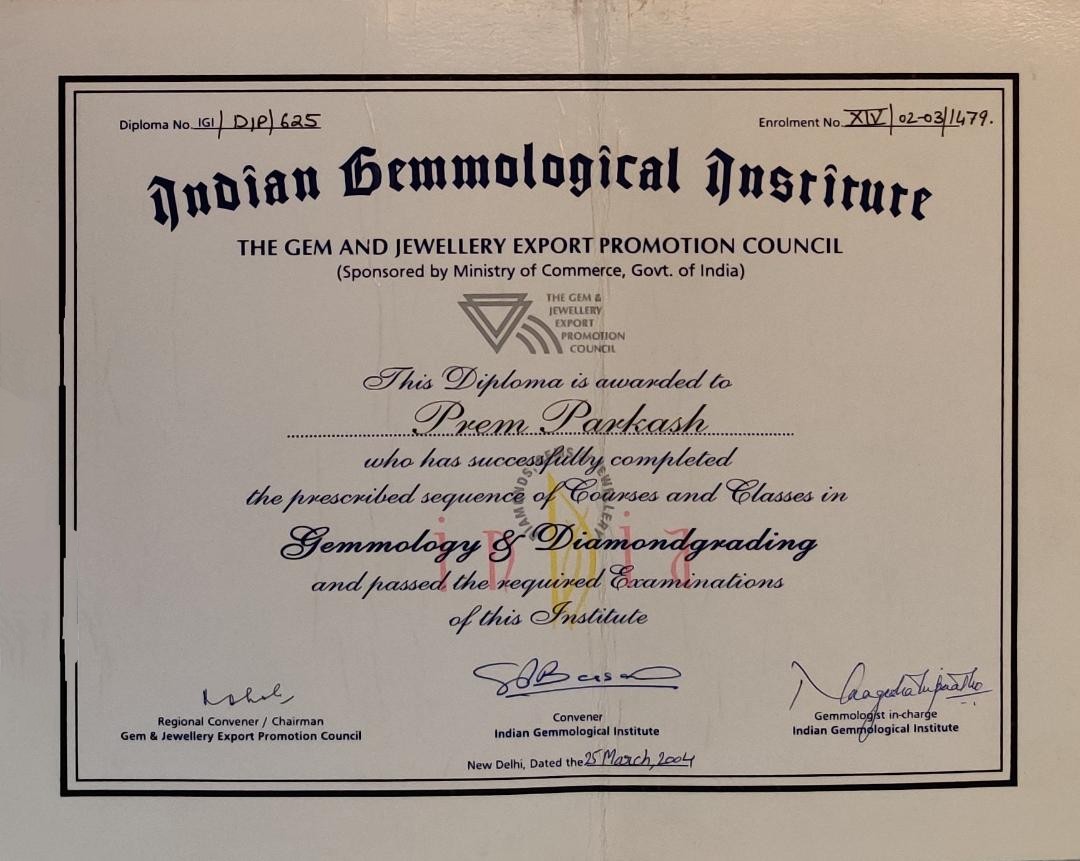 Diploma No. IGI/DIP/625
Enrolment No. XIV/02-03/1479.
Indian Gemmological Institute
THE GEM AND JEWELLERY EXPORT PROMOTION COUNCIL
(Sponsored by Ministry of Commerce, Govt. of India)
THE GEM &
JEWELLERY
EXPORT
PROMOTION
COUNCIL
This Diploma is awarded to
Prem Parkash
who has successfully completed
the prescribed sequence of Courses and Classes in
Gemmology & Diamondgrading
and passed the required Examinations
of this Institute
india
Regional Convener / Chairman
Gem & Jewellery Export Promotion Council
Convener
Indian Gemmological Institute
Gemmologist in-charge
Indian Gemmological Institute
New Delhi, Dated the 25 March, 2004